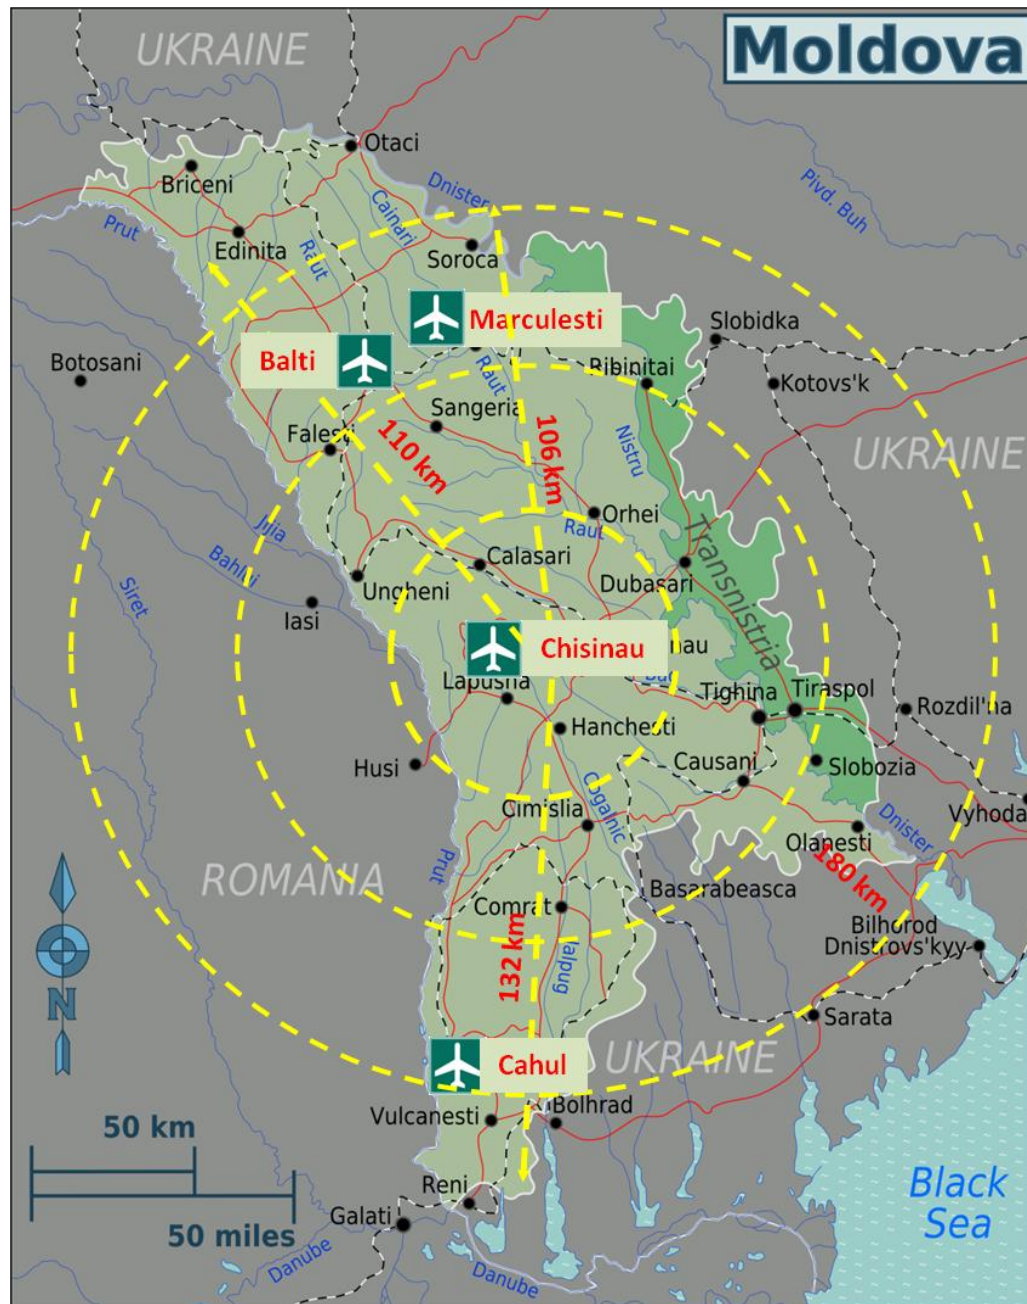 UKRAINE
Moldova
Otaci
Briceni
Dnister
Pivd. Buh
Cainari
Prut
Edinita
Raut
Soroca
Marculesti
Slobidka
Balti
Botosani
Ribinitai
Kotovs'k
Raut
Sangeria
110 km
106 km
Falesti
Nistru
UKRAINE
Orhei
Raut
Jijia
Bahlui
Calasari
Transnistria
Siret
Ungheni
Dubasari
Iasi
Chisinau
nau
Lapusna
Tighina
Tiraspol
Rozdil'na
Hanchesti
Husi
Causani
Slobozia
Cogalnic
Cimislia
Vyhoda
Olanesti
Dnister
Prut
180 km
ROMANIA
Basarabeasca
Comrat
Bilhorod
Dnistrovs'kyy
132 km
Ialpug
N
Sarata
Cahul
UKRAINE
Vulcanesti
Bolhrad
50 km
Reni
Black
Sea
Galati
50 miles
Danube
Danube